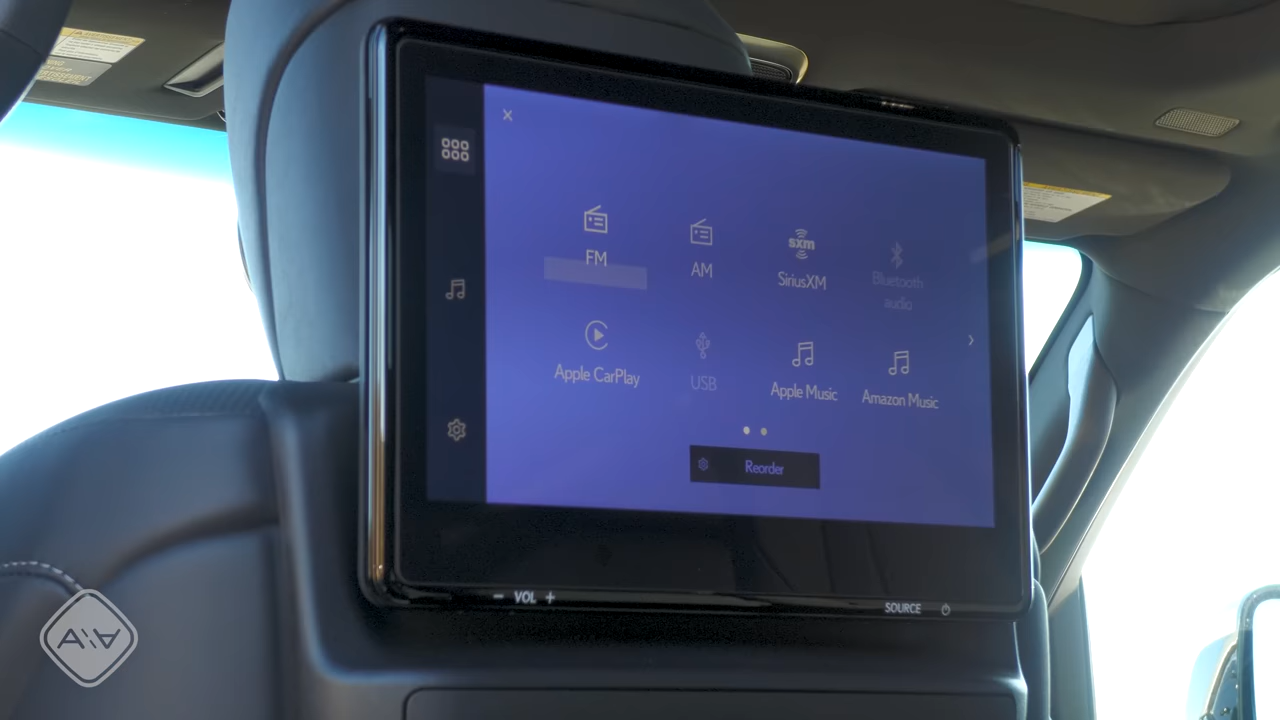 FM
AM
sxm
SiriusXM
Bluetooth
audio
Apple CarPlay
USB
Apple Music
Amazon Music
Reorder
− VOL +
SOURCE